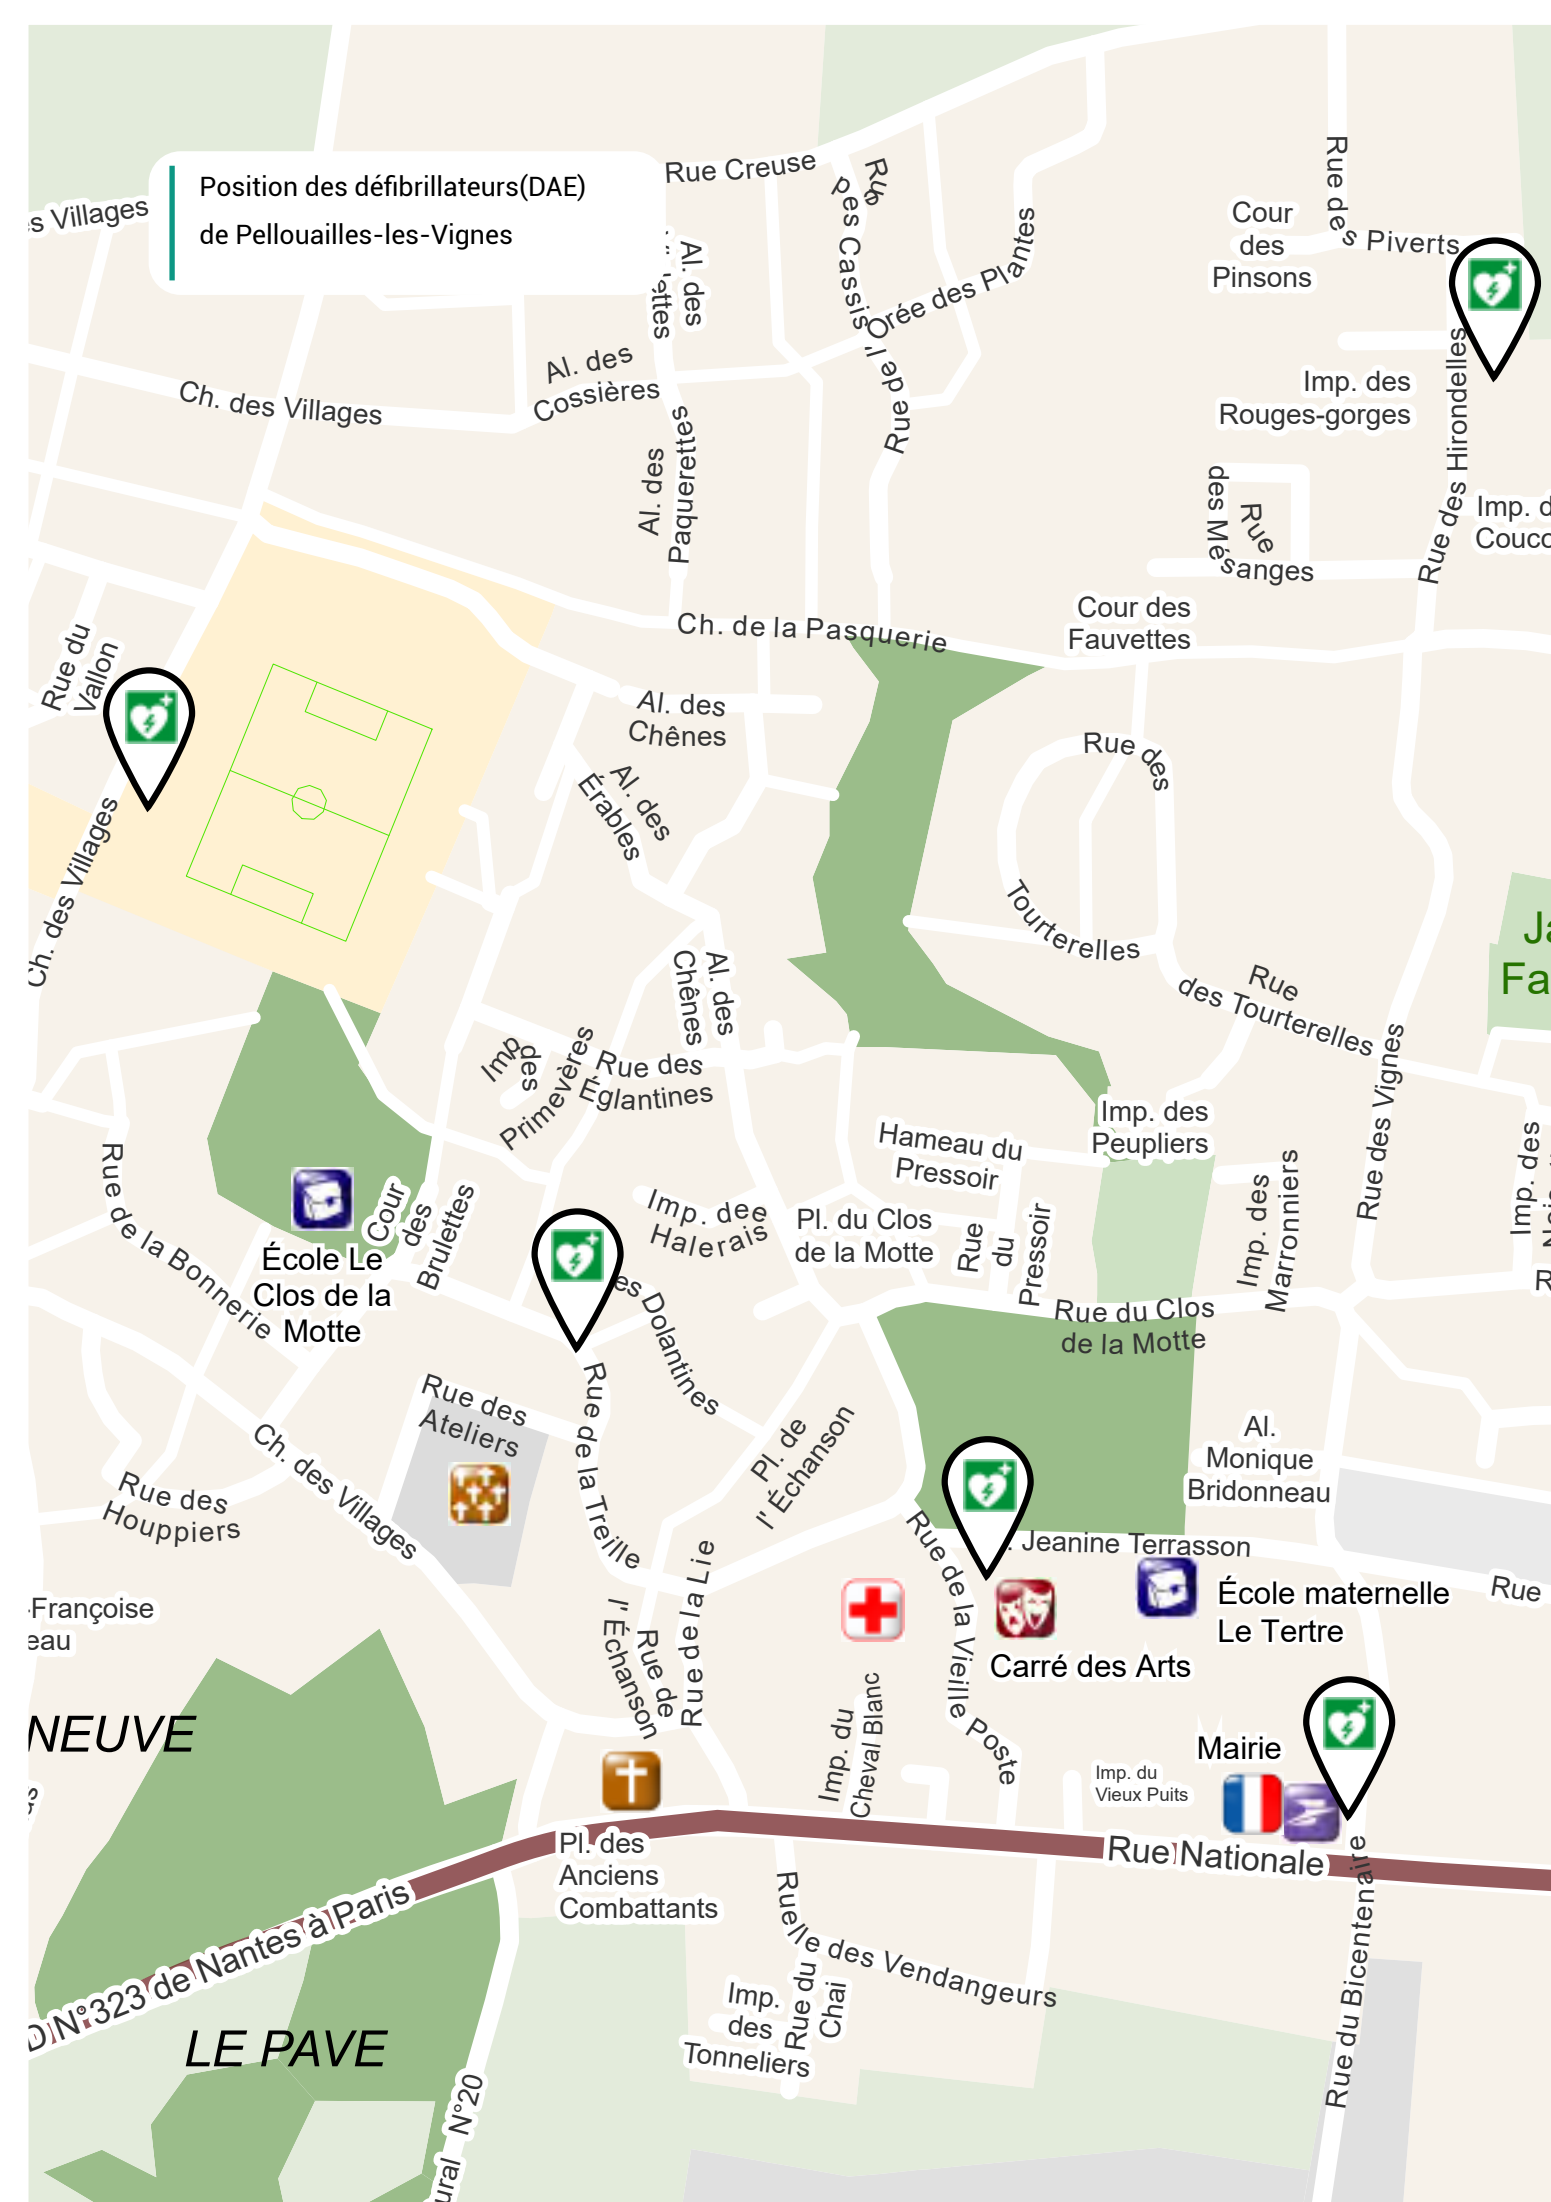 Position des défibrillateurs(DAE)
de Pellouailles-les-Vignes
Rue Creuse
Villages
Al. des
Rue
des Cassis
Orée des Plantes
Rue de l'
Rue des Piverts
Cour
des
Pinsons
Al. des
Cossières
Ch. des Villages
Imp. des
Rouges-gorges
Rue des Hirondelles
Al. des
Paquerettes
Rue
des Mésanges
Imp.
Rue du
Vallon
Ch. de la Pasquerie
Cour des
Fauvettes
Al. des
Chênes
Rue des
Tourterelles
Al. des
Érables
Ch. des Villages
Al. des
Chênes
Rue
des Tourterelles
Imp. des
Primevères
Rue des
Églantines
Rue des Vignes
Imp. des
Peupliers
Hameau du
Pressoir
Imp. des
Marronniers
Imp. des
Rue de la Bonnerie
École Le
Clos de la
Motte
Cour
des
Brulettes
Imp. des
Halerais
Pl. du Clos
de la Motte
Rue
du
Pressoir
Rue du Clos
de la Motte
Dolantines
Rue des
Ateliers
Rue de la Treille
Pl. de
l'Échanson
Al.
Monique
Bridonneau
Ch. des Villages
Rue des
Houppiers
Jeanine Terrasson
Rue de la Vieille Poste
École maternelle
Le Tertre
Rue
Carré des Arts
Françoise
Rue de
l'Échanson
Rue de la Lie
NEUVE
Imp. du
Cheval Blanc
Mairie
Imp. du
Vieux Puits
Rue Nationale
Pl. des
Anciens
Combattants
N°323 de Nantes à Paris
Ruelle des Vendangeurs
Rue du
Chai
Imp.
des
Tonneliers
Rue du Bicentenaire
LE PAVE
N°20